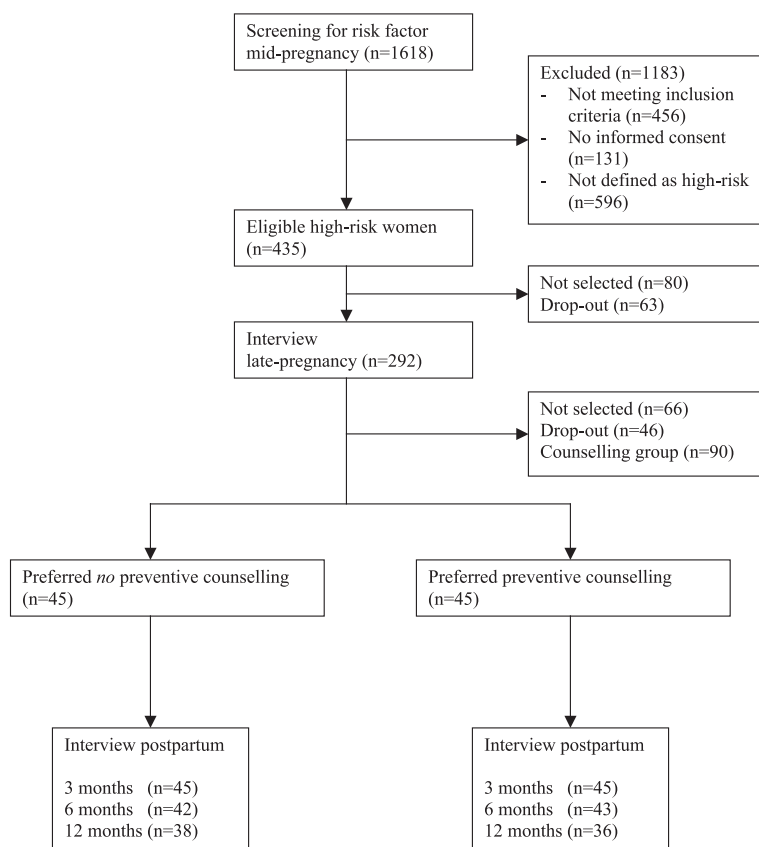 Screening for risk factor
mid-pregnancy (n=1618)
Excluded (n=1183)
- Not meeting inclusion
criteria (n=456)
- No informed consent
(n=131)
- Not defined as high-risk
(n=596)
Eligible high-risk women
(n=435)
Not selected (n=80)
Drop-out (n=63)
Interview
late-pregnancy (n=292)
Not selected (n=66)
Drop-out (n=46)
Counselling group (n=90)
Preferred no preventive counselling
(n=45)
Preferred preventive counselling
(n=45)
Interview postpartum
3 months (n=45)
6 months (n=42)
12 months (n=38)
Interview postpartum
3 months (n=45)
6 months (n=43)
12 months (n=36)